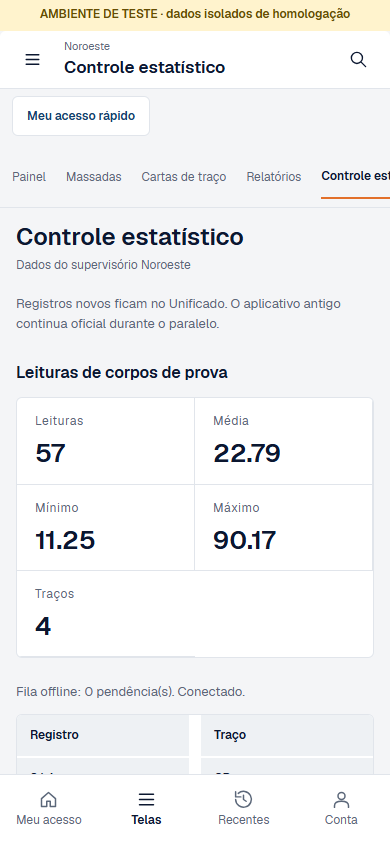 AMBIENTE DE TESTE · dados isolados de homologação
Noroeste
Controle estatístico
Meu acesso rápido
Painel Massadas Cartas de traço Relatórios Controle est
Controle estatístico
Dados do supervisório Noroeste
Registros novos ficam no Unificado. O aplicativo antigo
continua oficial durante o paralelo.
Leituras de corpos de prova
Leituras Média
57 22.79
Mínimo Máximo
11.25 90.17
Traços
4
Fila offline: 0 pendência(s). Conectado.
Registro Traço
Meu acesso Telas Recentes Conta